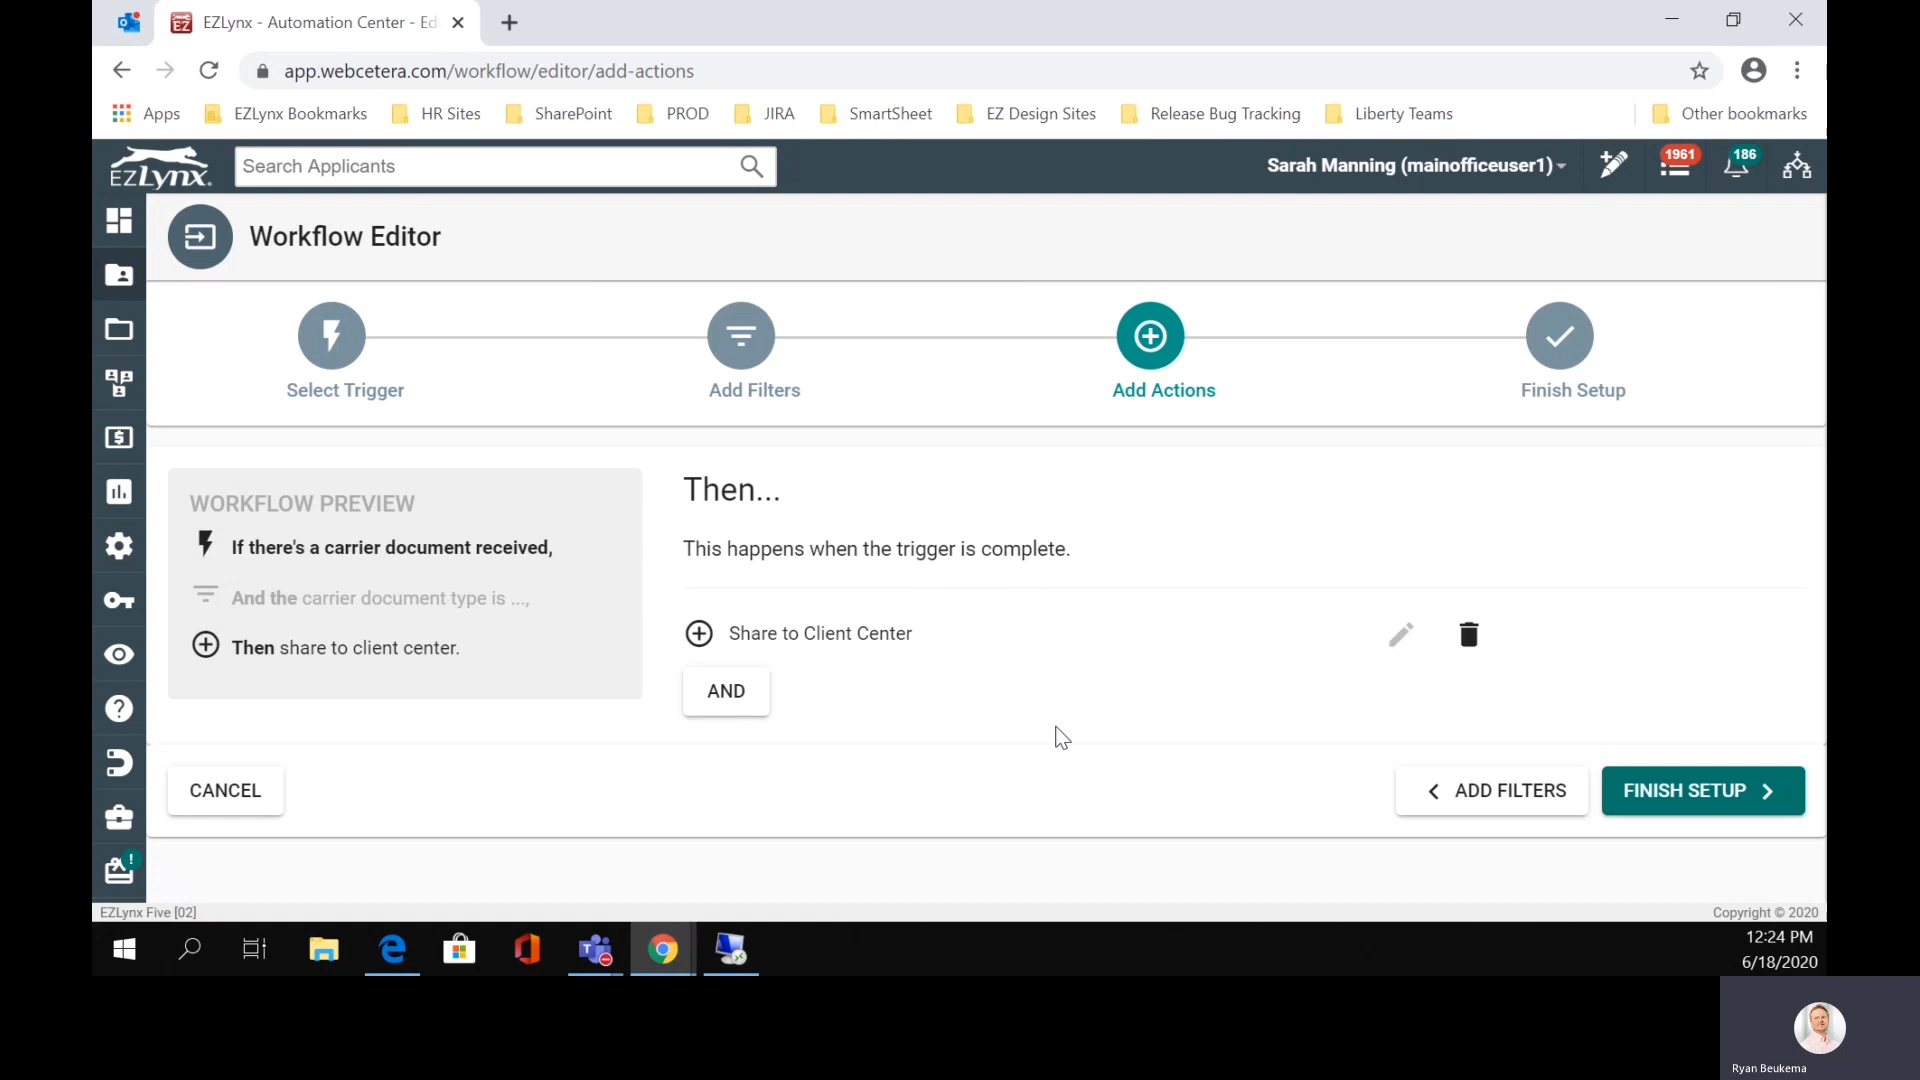 EZLynx - Automation Center - Ed
app.webcetera.com/workflow/editor/add-actions
Apps
EZLynx Bookmarks
HR Sites
SharePoint
PROD
JIRA
SmartSheet
EZ Design Sites
Release Bug Tracking
Liberty Teams
Other bookmarks
EZLynx
Search Applicants
Sarah Manning (mainofficeuser1)
1961
186
Workflow Editor
Select Trigger
Add Filters
Add Actions
Finish Setup
WORKFLOW PREVIEW
If there's a carrier document received,
And the carrier document type is ...,
Then share to client center.
Then...
This happens when the trigger is complete.
Share to Client Center
AND
CANCEL
ADD FILTERS
FINISH SETUP
EZLynx Five [02]
Copyright © 2020
12:24 PM
6/18/2020
Ryan Beukema